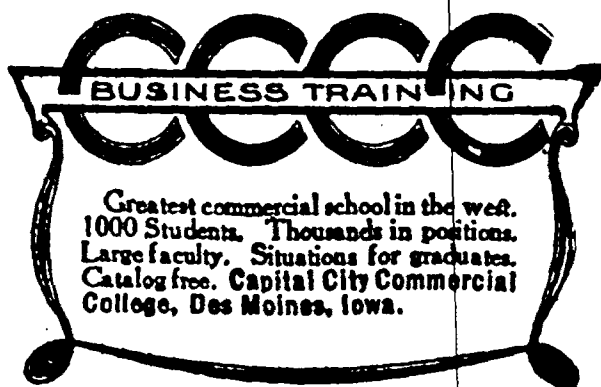 CCCC
BUSINESS TRAINING
Greatest commercial school in the west.
1000 Students. Thousands in positions.
Large faculty. Situations for graduates.
Catalog free. Capital City Commercial
College, Des Moines, Iowa.